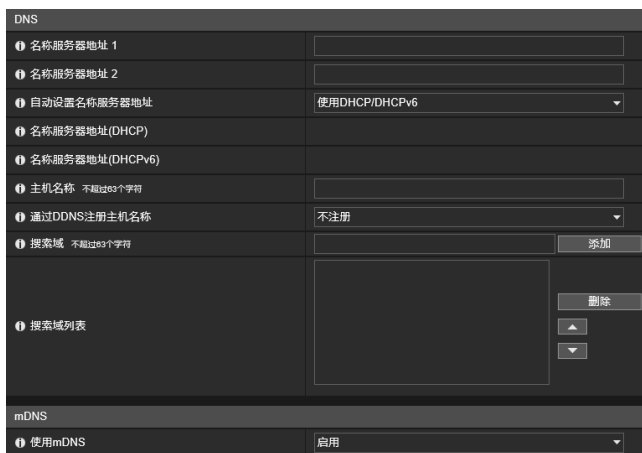 DNS
名称服务器地址 1
名称服务器地址 2
自动设置名称服务器地址 使用DHCP/DHCPv6
名称服务器地址(DHCP)
名称服务器地址(DHCPv6)
主机名称 不超过63个字符
通过DDNS注册主机名称 不注册
搜索域 不超过63个字符 添加
删除
搜索域列表
mDNS
使用mDNS 启用